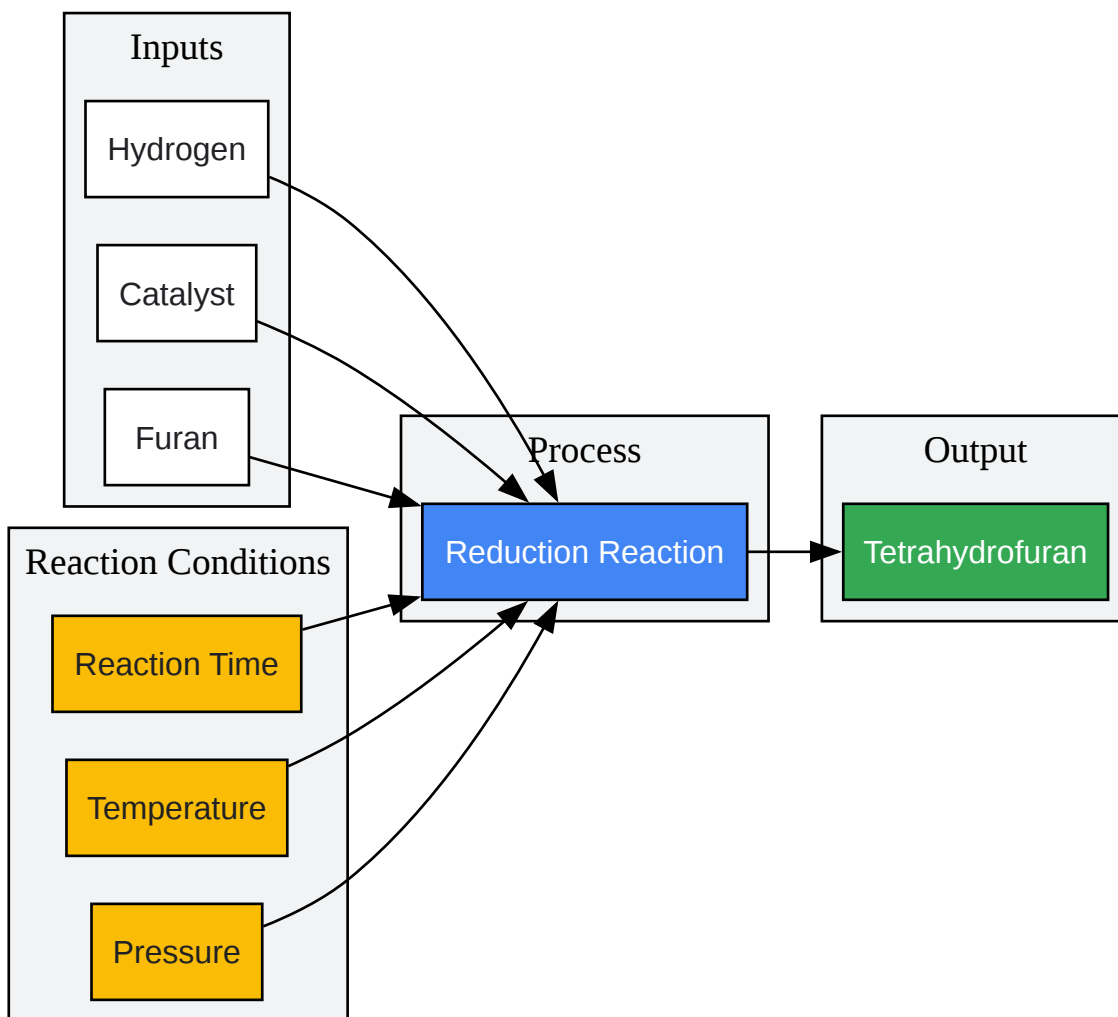 Inputs
Hydrogen
Catalyst
Furan
Reaction Conditions
Reaction Time
Temperature
Pressure
Process
Reduction Reaction
Output
Tetrahydrofuran